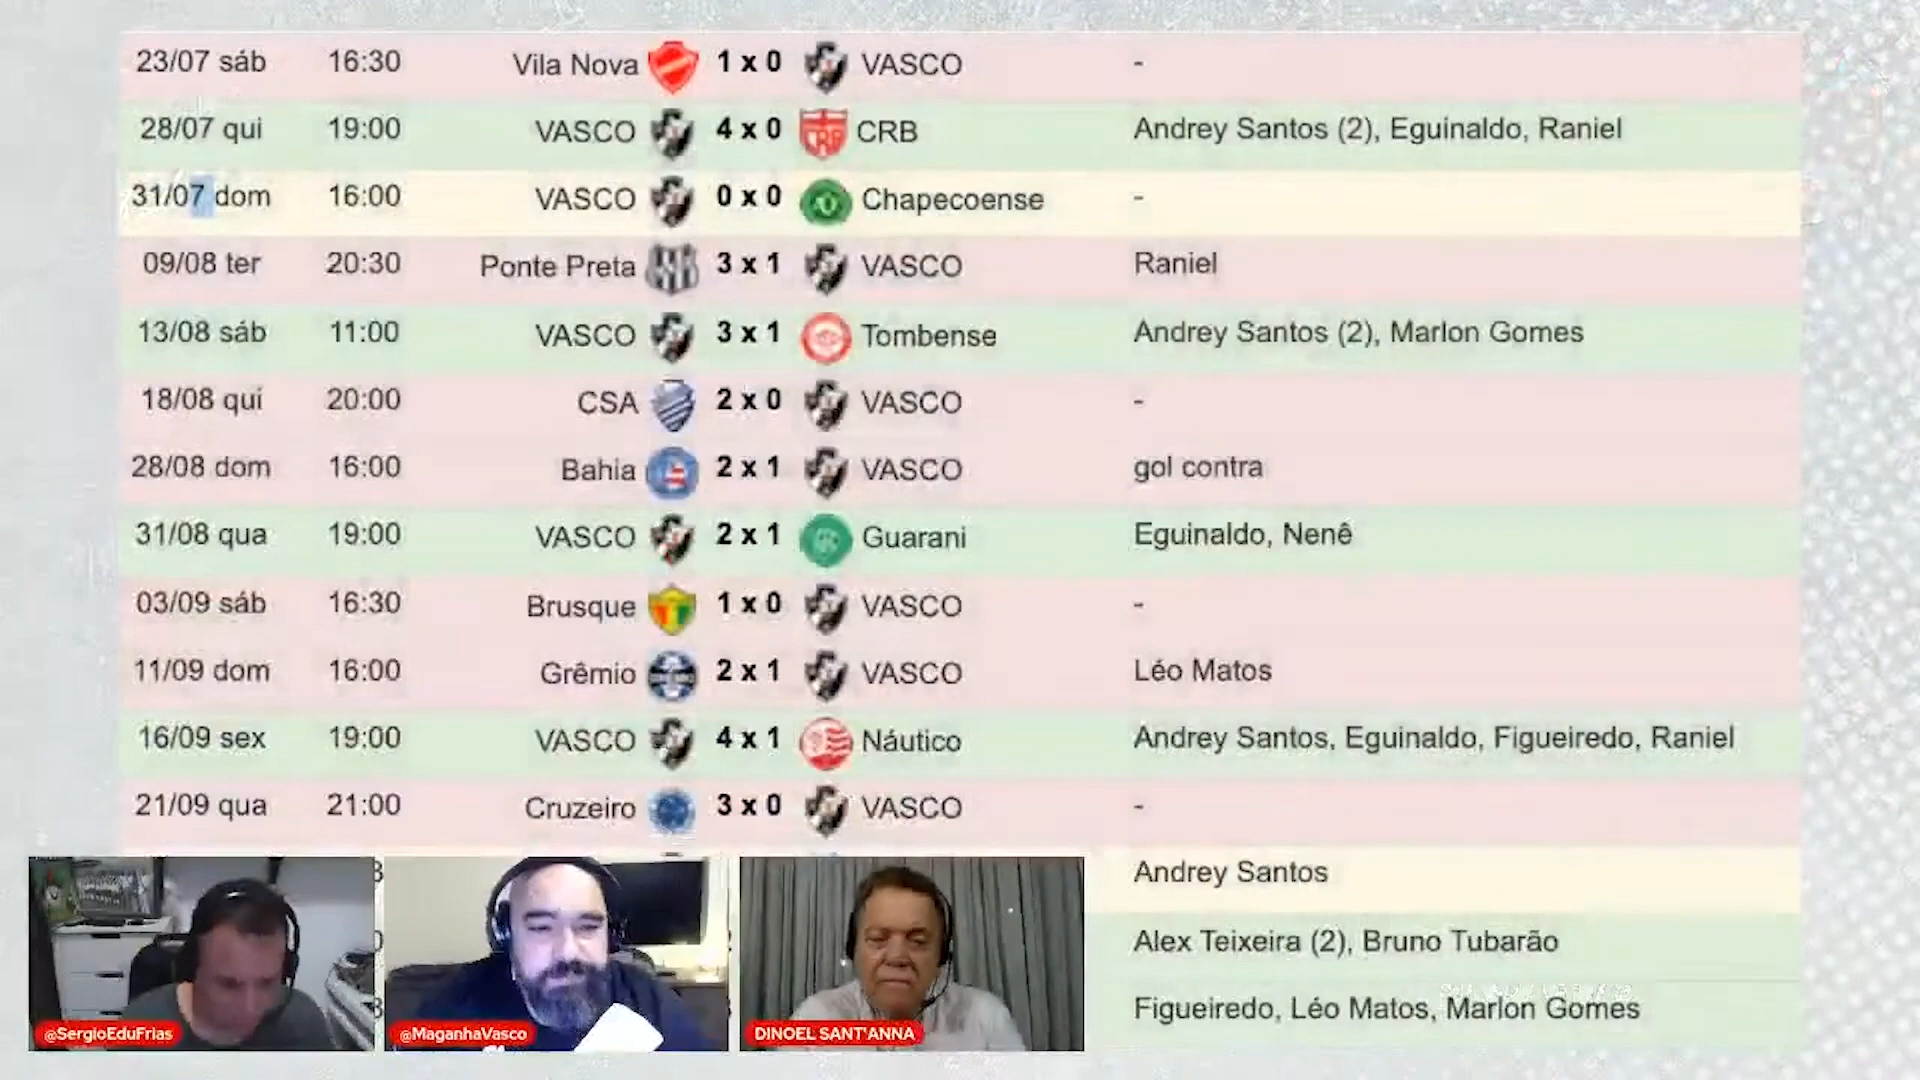 23/07 sáb 16:30 Vila Nova 1 x 0 VASCO -
28/07 qui 19:00 VASCO 4 x 0 CRB Andrey Santos (2), Eguinaldo, Raniel
31/07 dom 16:00 VASCO 0 x 0 Chapecoense -
09/08 ter 20:30 Ponte Preta 3 x 1 VASCO Raniel
13/08 sáb 11:00 VASCO 3 x 1 Tombense Andrey Santos (2), Marlon Gomes
18/08 qui 20:00 CSA 2 x 0 VASCO -
28/08 dom 16:00 Bahia 2 x 1 VASCO gol contra
31/08 qua 19:00 VASCO 2 x 1 Guarani Eguinaldo, Nenê
03/09 sáb 16:30 Brusque 1 x 0 VASCO -
11/09 dom 16:00 Grêmio 2 x 1 VASCO Léo Matos
16/09 sex 19:00 VASCO 4 x 1 Náutico Andrey Santos, Eguinaldo, Figueiredo, Raniel
21/09 qua 21:00 Cruzeiro 3 x 0 VASCO -
Andrey Santos
Alex Teixeira (2), Bruno Tubarão
Figueiredo, Léo Matos, Marlon Gomes
@SergioEduFrias
@MaganhaVasco
DINOEL SANT'ANNA